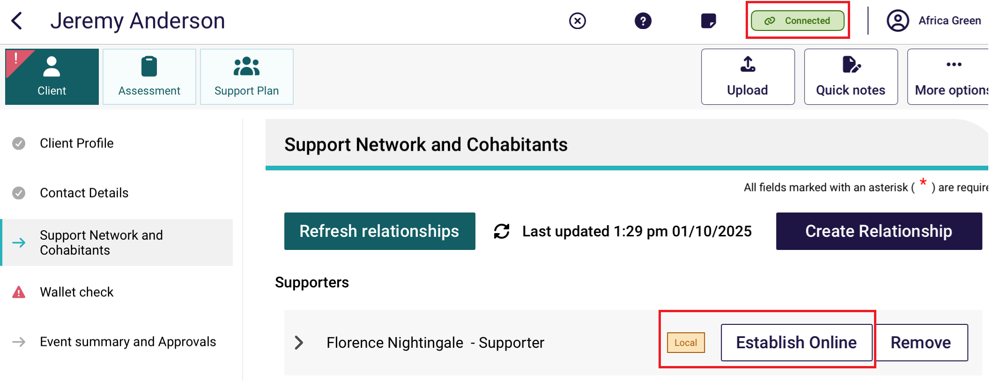 Jeremy Anderson
Connected
Africa Green
Client
Assessment
Support Plan
Upload
Quick notes
More options
Client Profile
Contact Details
Support Network and
Cohabitants
Wallet check
Event summary and Approvals
Support Network and Cohabitants
All fields marked with an asterisk ( * ) are require
Refresh relationships
Last updated 1:29 pm 01/10/2025
Create Relationship
Supporters
Florence Nightingale - Supporter
Local
Establish Online
Remove